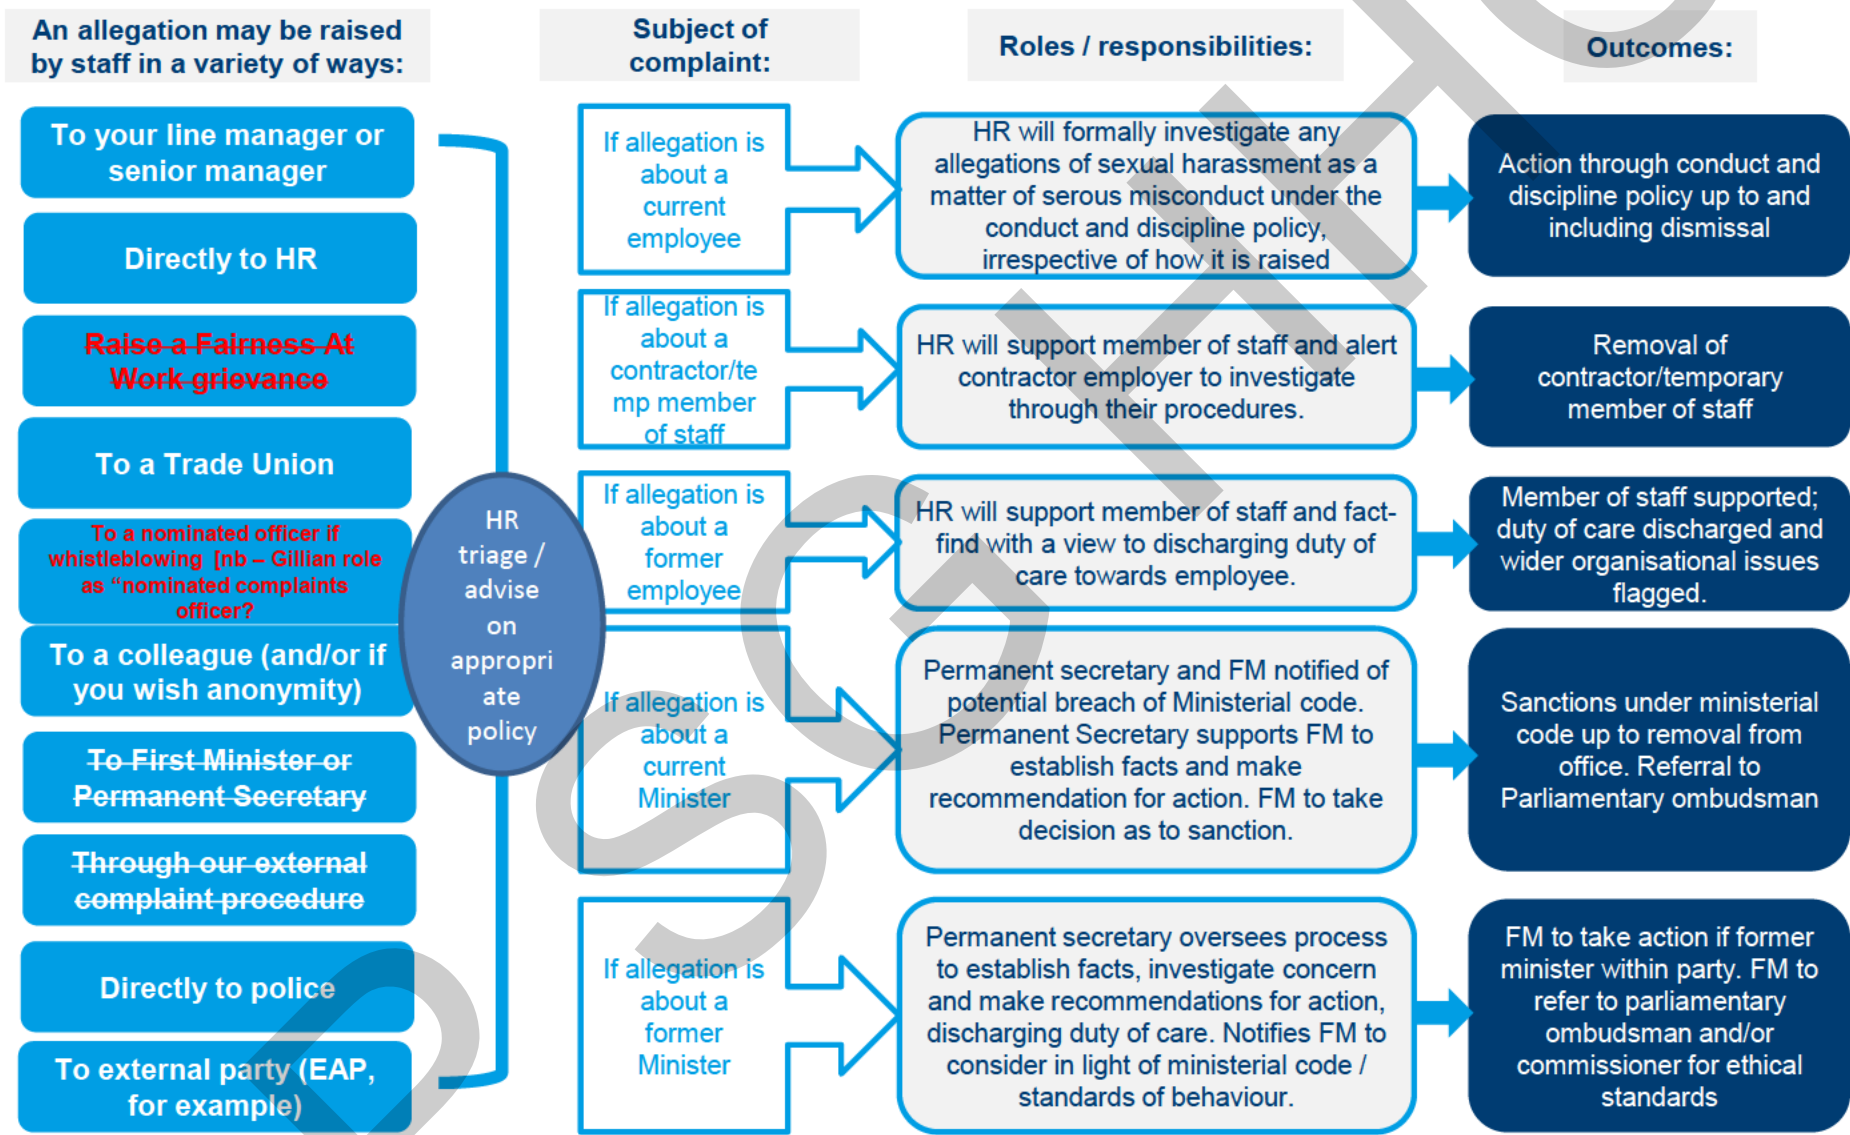 An allegation may be raised
by staff in a variety of ways:
To your line manager or
senior manager
Directly to HR
Raise a Fairness At
Work grievance
To a Trade Union
To a nominated officer if
whistleblowing [nb – Gillian role
as “nominated complaints
officer?
To a colleague (and/or if
you wish anonymity)
To First Minister or
Permanent Secretary
Through our external
complaint procedure
Directly to police
To external party (EAP,
for example)
HR
triage /
advise
on
appropri
ate
policy
Subject of
complaint:
If allegation is
about a
current
employee
If allegation is
about a
contractor/te
mp member
of staff
If allegation is
about a
former
employee
If allegation is
about a
current
Minister
If allegation is
about a
former
Minister
Roles / responsibilities:
HR will formally investigate any
allegations of sexual harassment as a
matter of serous misconduct under the
conduct and discipline policy,
irrespective of how it is raised
HR will support member of staff and alert
contractor employer to investigate
through their procedures.
HR will support member of staff and fact-
find with a view to discharging duty of
care towards employee.
Permanent secretary and FM notified of
potential breach of Ministerial code.
Permanent Secretary supports FM to
establish facts and make
recommendation for action. FM to take
decision as to sanction.
Permanent secretary oversees process
to establish facts, investigate concern
and make recommendations for action,
discharging duty of care. Notifies FM to
consider in light of ministerial code /
standards of behaviour.
Outcomes:
Action through conduct and
discipline policy up to and
including dismissal
Removal of
contractor/temporary
member of staff
Member of staff supported;
duty of care discharged and
wider organisational issues
flagged.
Sanctions under ministerial
code up to removal from
office. Referral to
Parliamentary ombudsman
FM to take action if former
minister within party. FM to
refer to parliamentary
ombudsman and/or
commissioner for ethical
standards